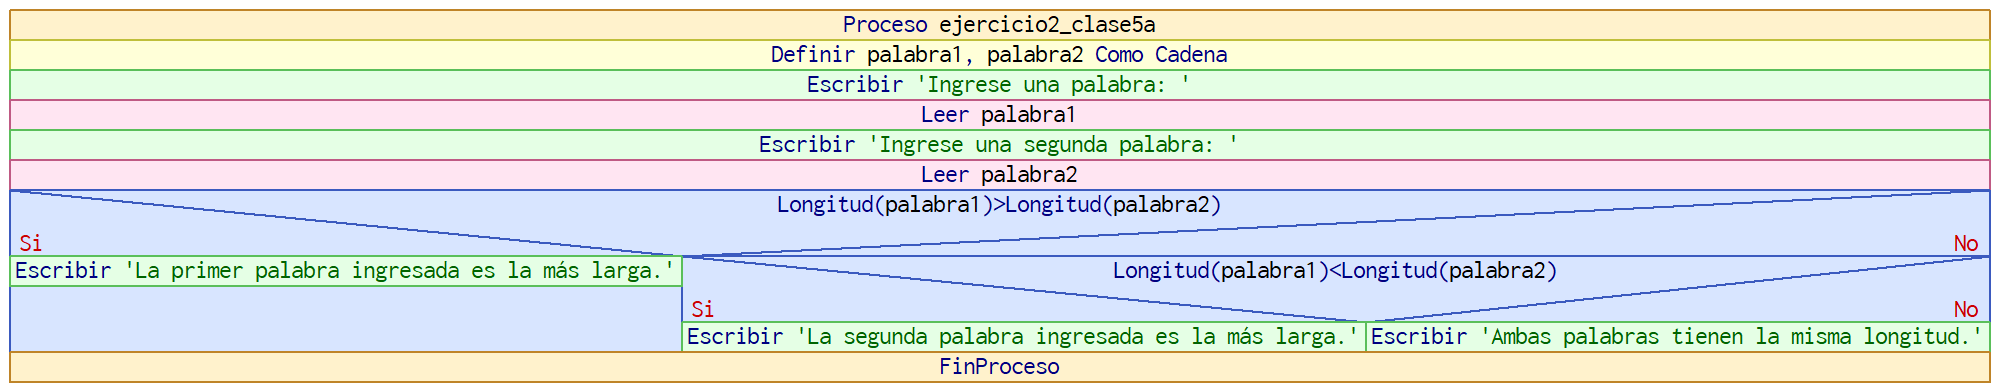 Proceso ejercicio2_clase5a
Definir palabra1, palabra2 Como Cadena
Escribir 'Ingrese una palabra: '
Leer palabra1
Escribir 'Ingrese una segunda palabra: '
Leer palabra2
Longitud(palabra1)>Longitud(palabra2)
Si
No
Escribir 'La primer palabra ingresada es la más larga.'
Longitud(palabra1)<Longitud(palabra2)
Si
No
Escribir 'La segunda palabra ingresada es la más larga.'
Escribir 'Ambas palabras tienen la misma longitud.'
FinProceso